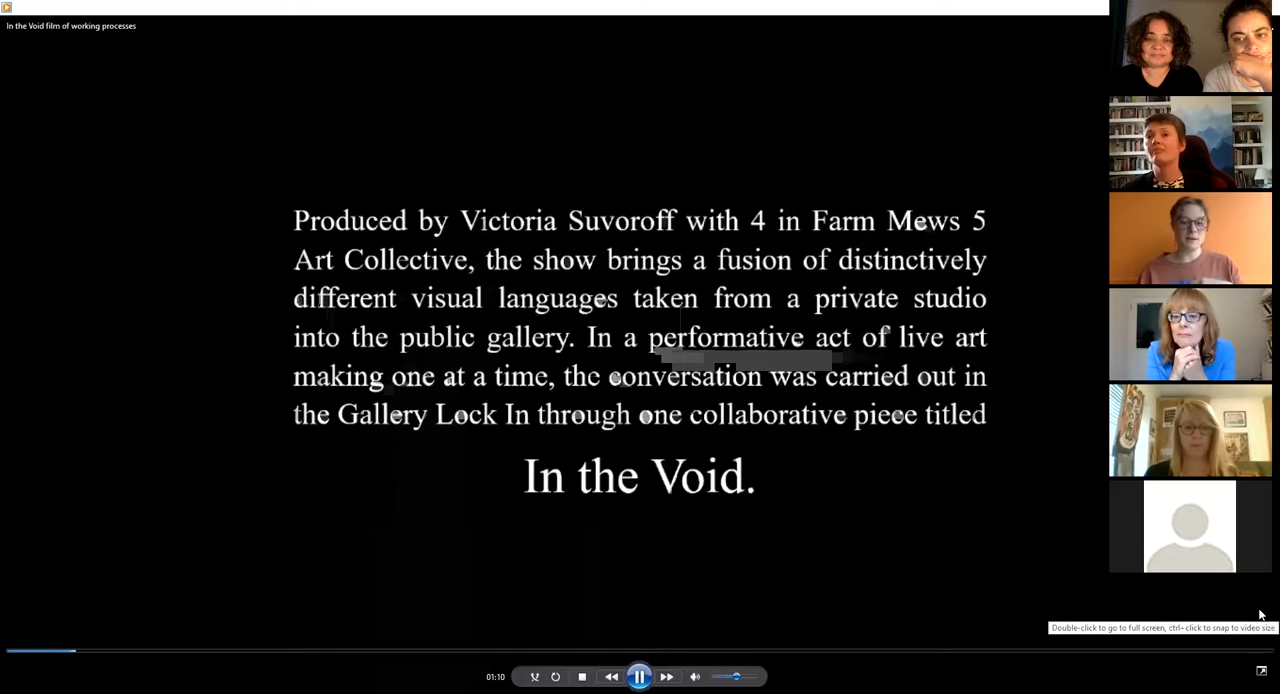 In the Void film of working processes
Produced by Victoria Suvoroff with 4 in Farm Mews 5
Art Collective, the show brings a fusion of distinctively
different visual languages taken from a private studio
into the public gallery. In a performative act of live art
making one at a time, the conversation was carried out in
the Gallery Lock In through one collaborative piece titled
In the Void.
Double-click to go to full screen, ctrl+click to snap to video size
01:10